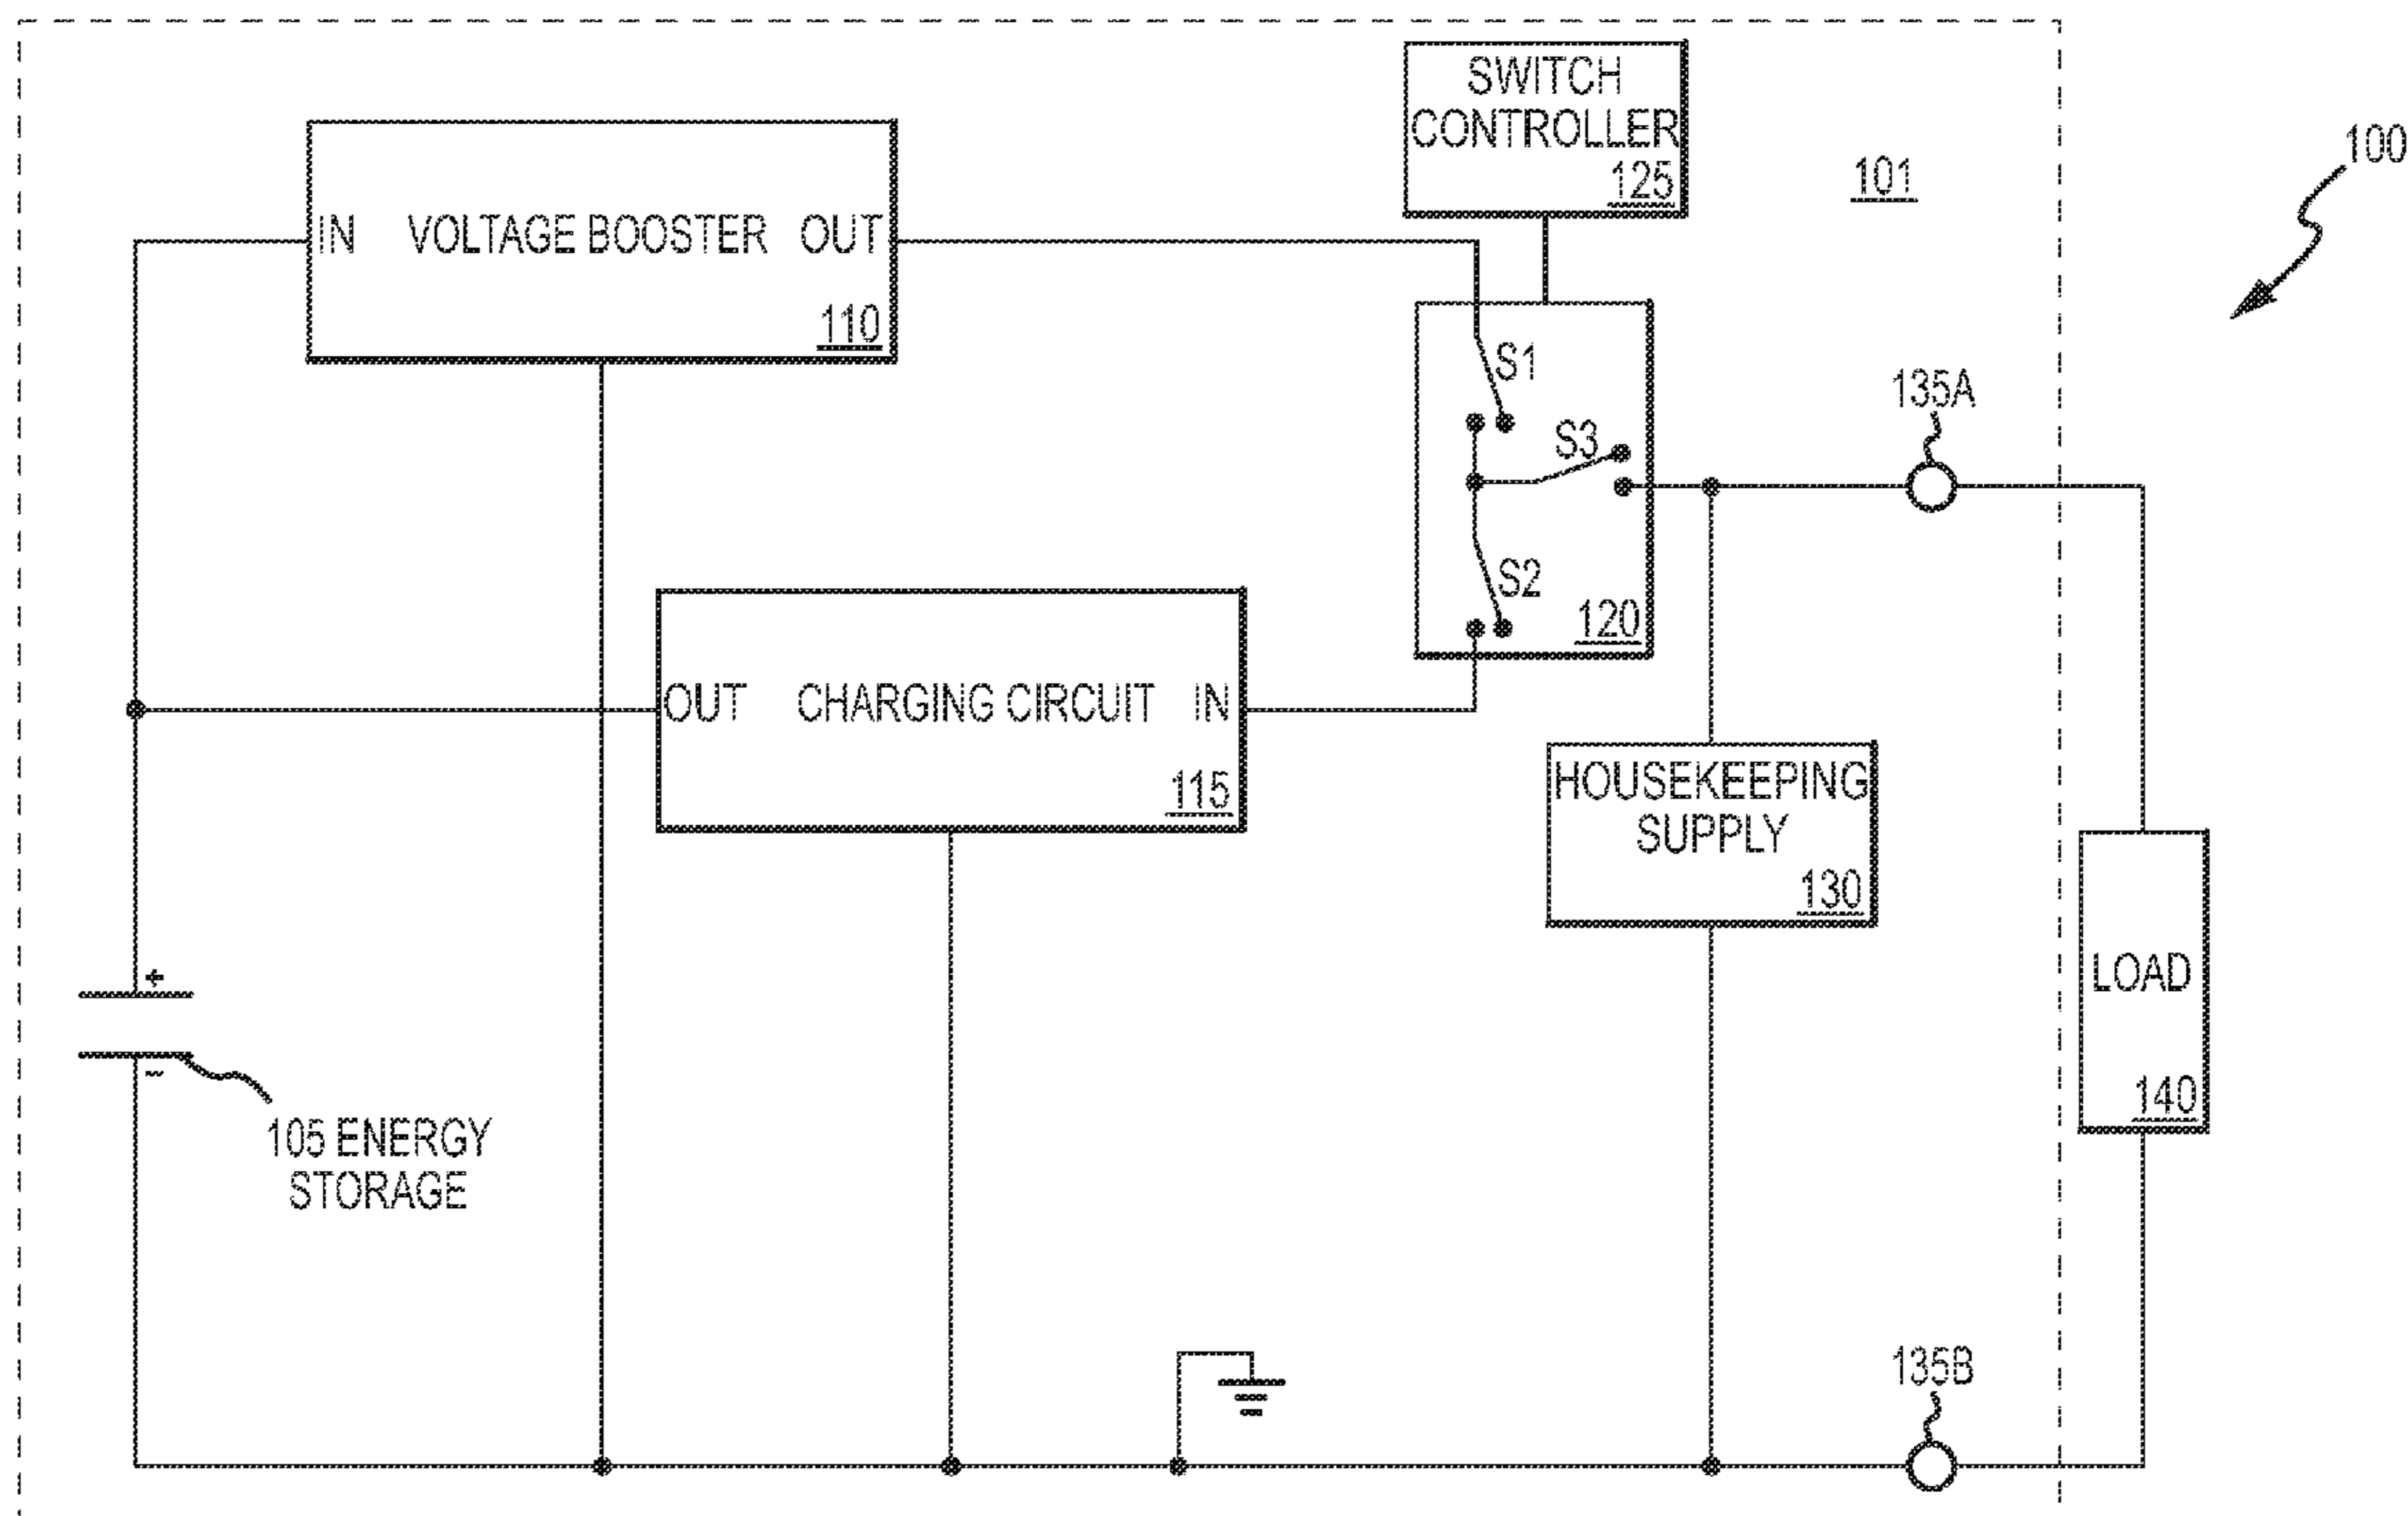 SWITCH
CONTROLLER
125
101
100
IN VOLTAGE BOOSTER OUT
110
S1
135A
S3
S2
120
OUT CHARGING CIRCUIT IN
115
HOUSEKEEPING
SUPPLY
130
+
-
LOAD
140
105 ENERGY
STORAGE
135B